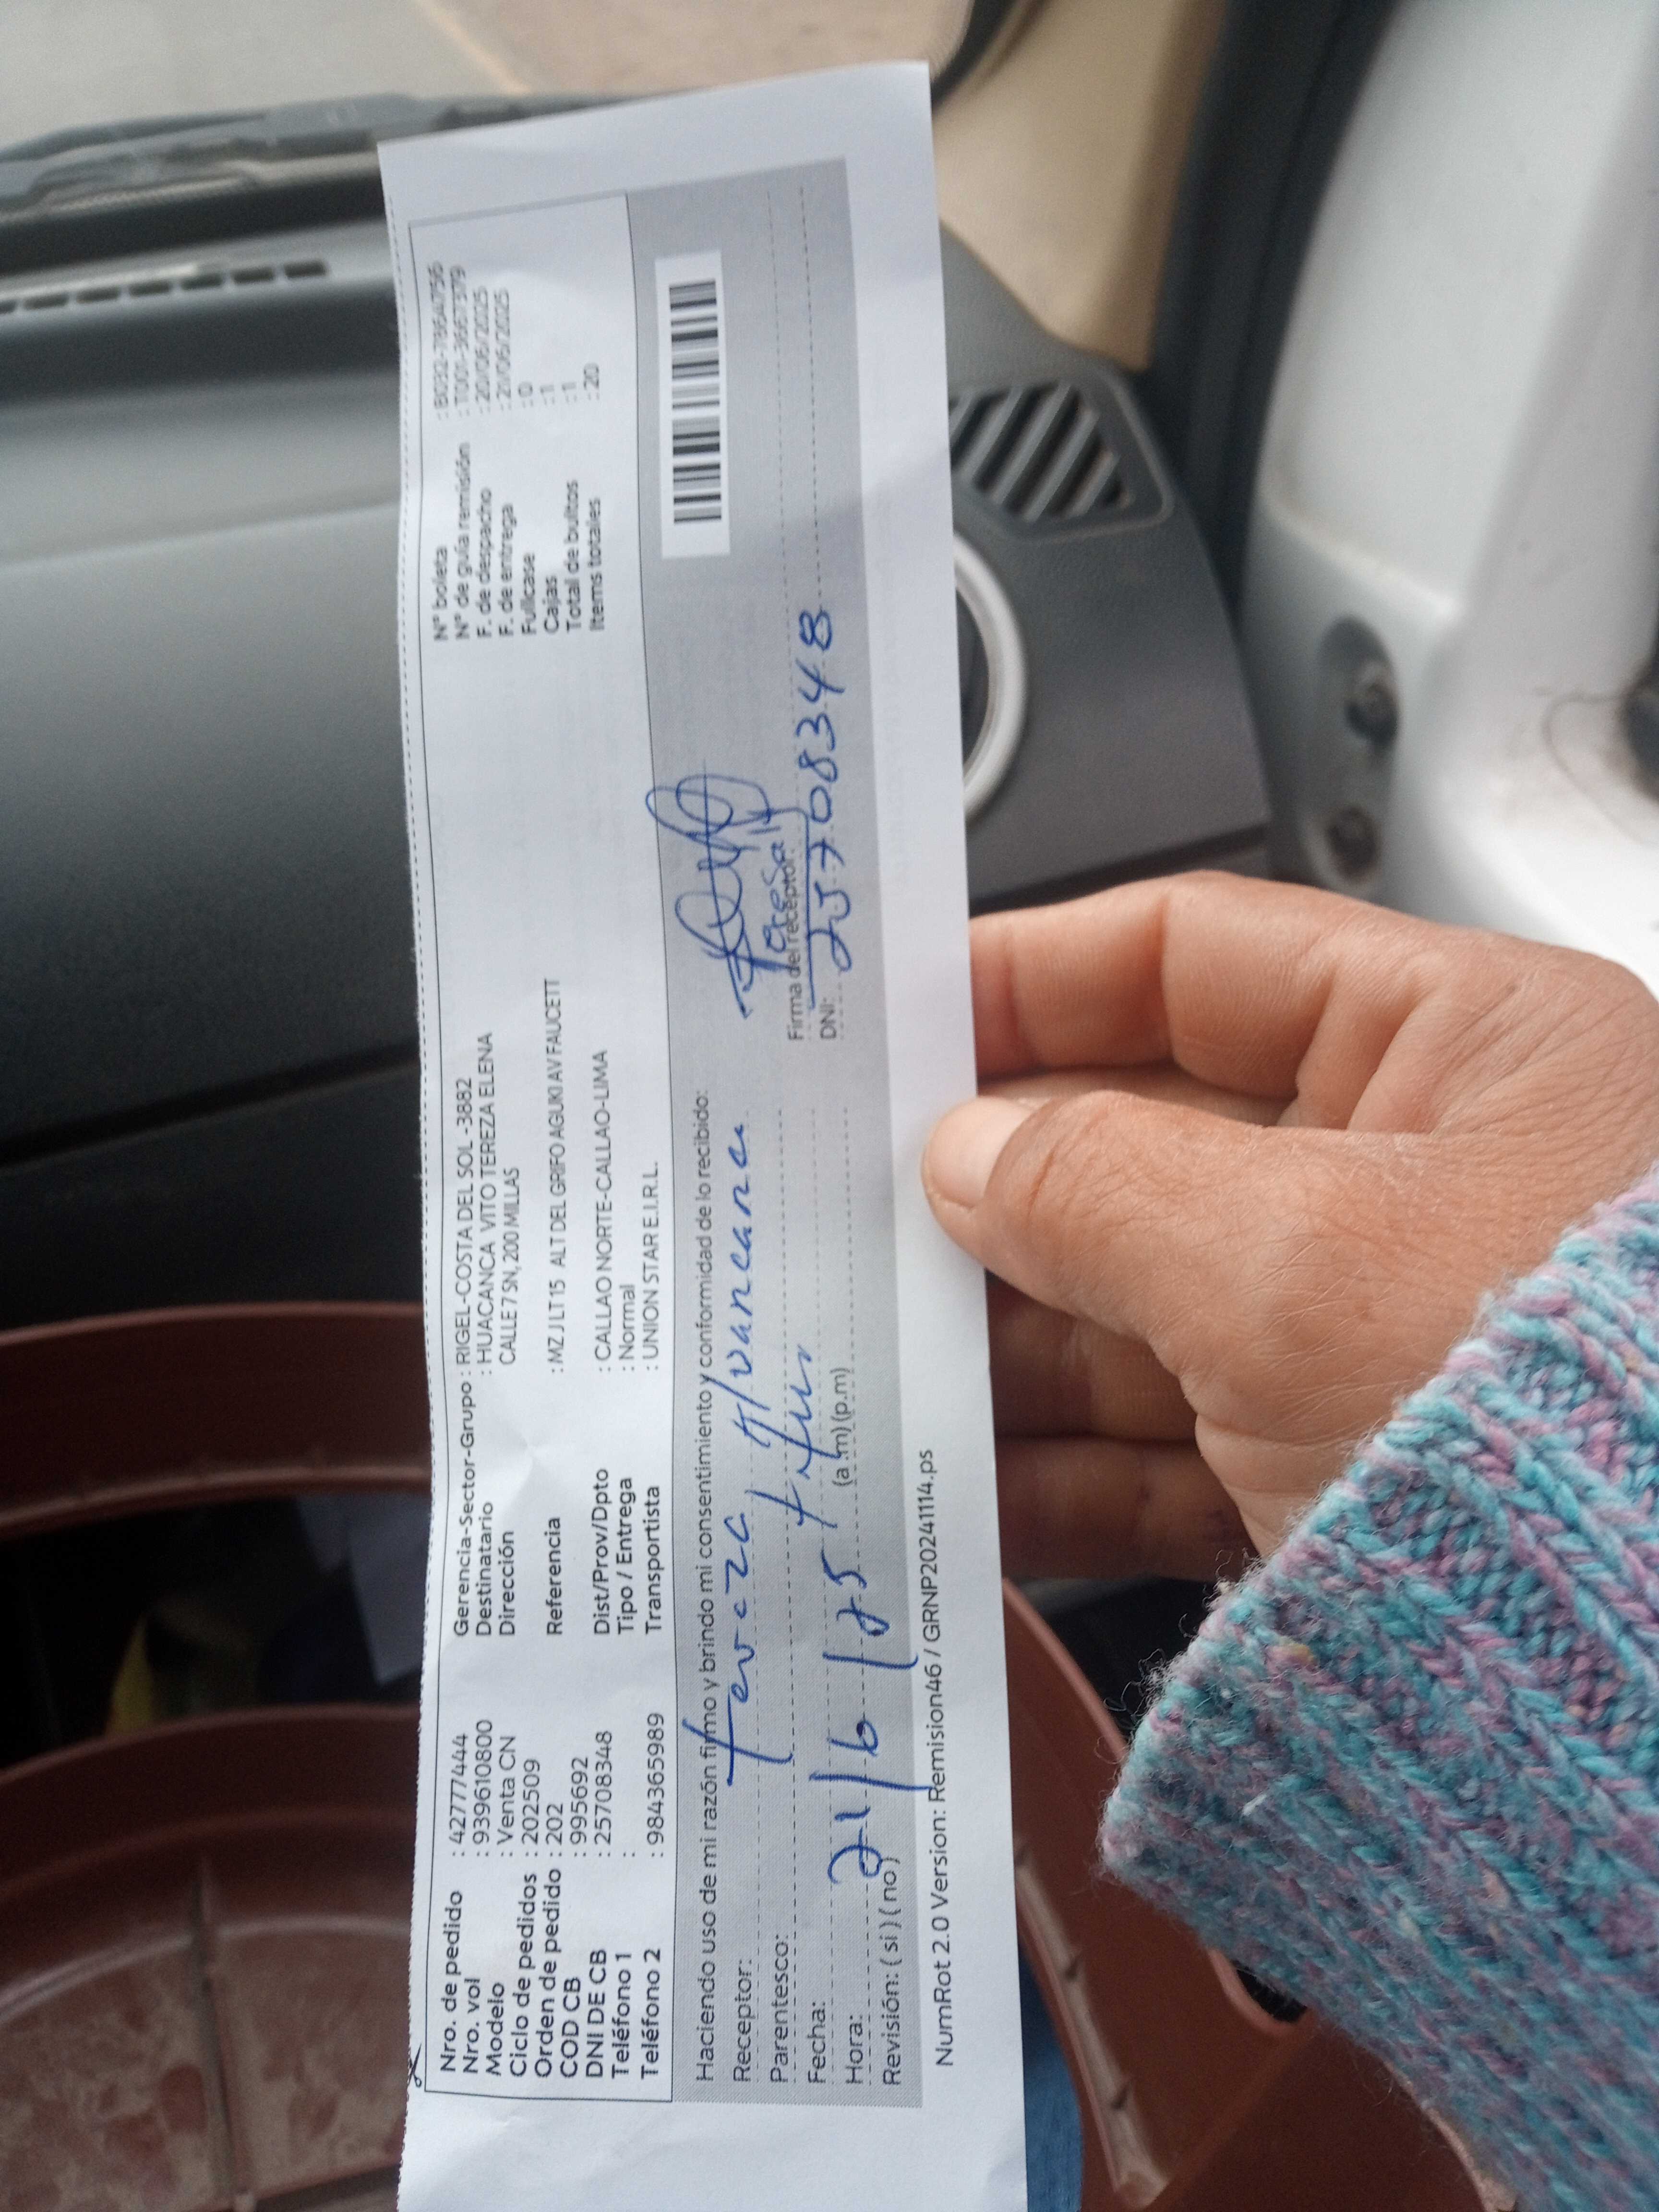 Nro. de pedido : 42777444
Nro. vol : 939610800
Modelo : Venta CN
Ciclo de pedidos : 202509
Orden de pedido : 202
COD CB : 995692
DNI DE CB : 25708348
Teléfono 1 :
Teléfono 2 : 984365989
Gerencia-Sector-Grupo : RIGEL-COSTA DEL SOL -3882
Destinatario : HUACANCA VITO TEREZA ELENA
Dirección CALLE 7 SN, 200 MILLAS
Referencia : MZ J LT 15 ALT DEL GRIFO AGUKI AV FAUCETT
Dist/Prov/Dpto : CALLAO NORTE-CALLAO-LIMA
Tipo / Entrega : Normal
Transportista : UNION STAR E.I.R.L.
N° boleta
N° de guía remisión
F. de despacho : 20/06/2025
F. de entrega : 21/06/2025
Fullcase : 0
Cajas : 1
Total de bultos : 1
Items totales : 20
Haciendo uso de mi razón firmo y brindo mi consentimiento y conformidad de lo recibido:
Receptor:
Parentesco:
Fecha: 21/6/25
Hora: (a.m) (p.m)
Revisión: ( si ) ( no )
Firma del receptor:
DNI: 25708348
NumRot 2.0 Version: Remision46 / GRNP20241114.ps